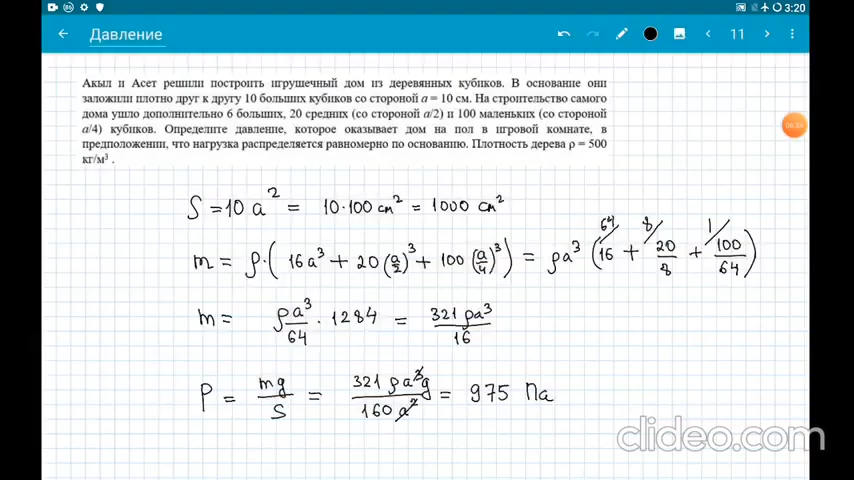 3:20
Давление
11
Акыл и Асет решили построить игрушечный дом из деревянных кубиков. В основание они
заложили плотно друг к другу 10 больших кубиков со стороной a = 10 см. На строительство самого
дома ушло дополнительно 6 больших, 20 средних (со стороной a/2) и 100 маленьких (со стороной
a/4) кубиков. Определите давление, которое оказывает дом на пол в игровой комнате, в
предположении, что нагрузка распределяется равномерно по основанию. Плотность дерева ρ = 500
кг/м³ .
S = 10 a² = 10·100 см² = 1000 см²
m = ρ·( 16a³ + 20(a/2)³ + 100(a/4)³ ) = ρa³ (16 + 20/8 + 100/64)
64 8 1
m = ρa³/64 · 1284 = 321ρa³/16
P = mg/S = 321 ρa³g/160 a² = 975 Па
clideo.com